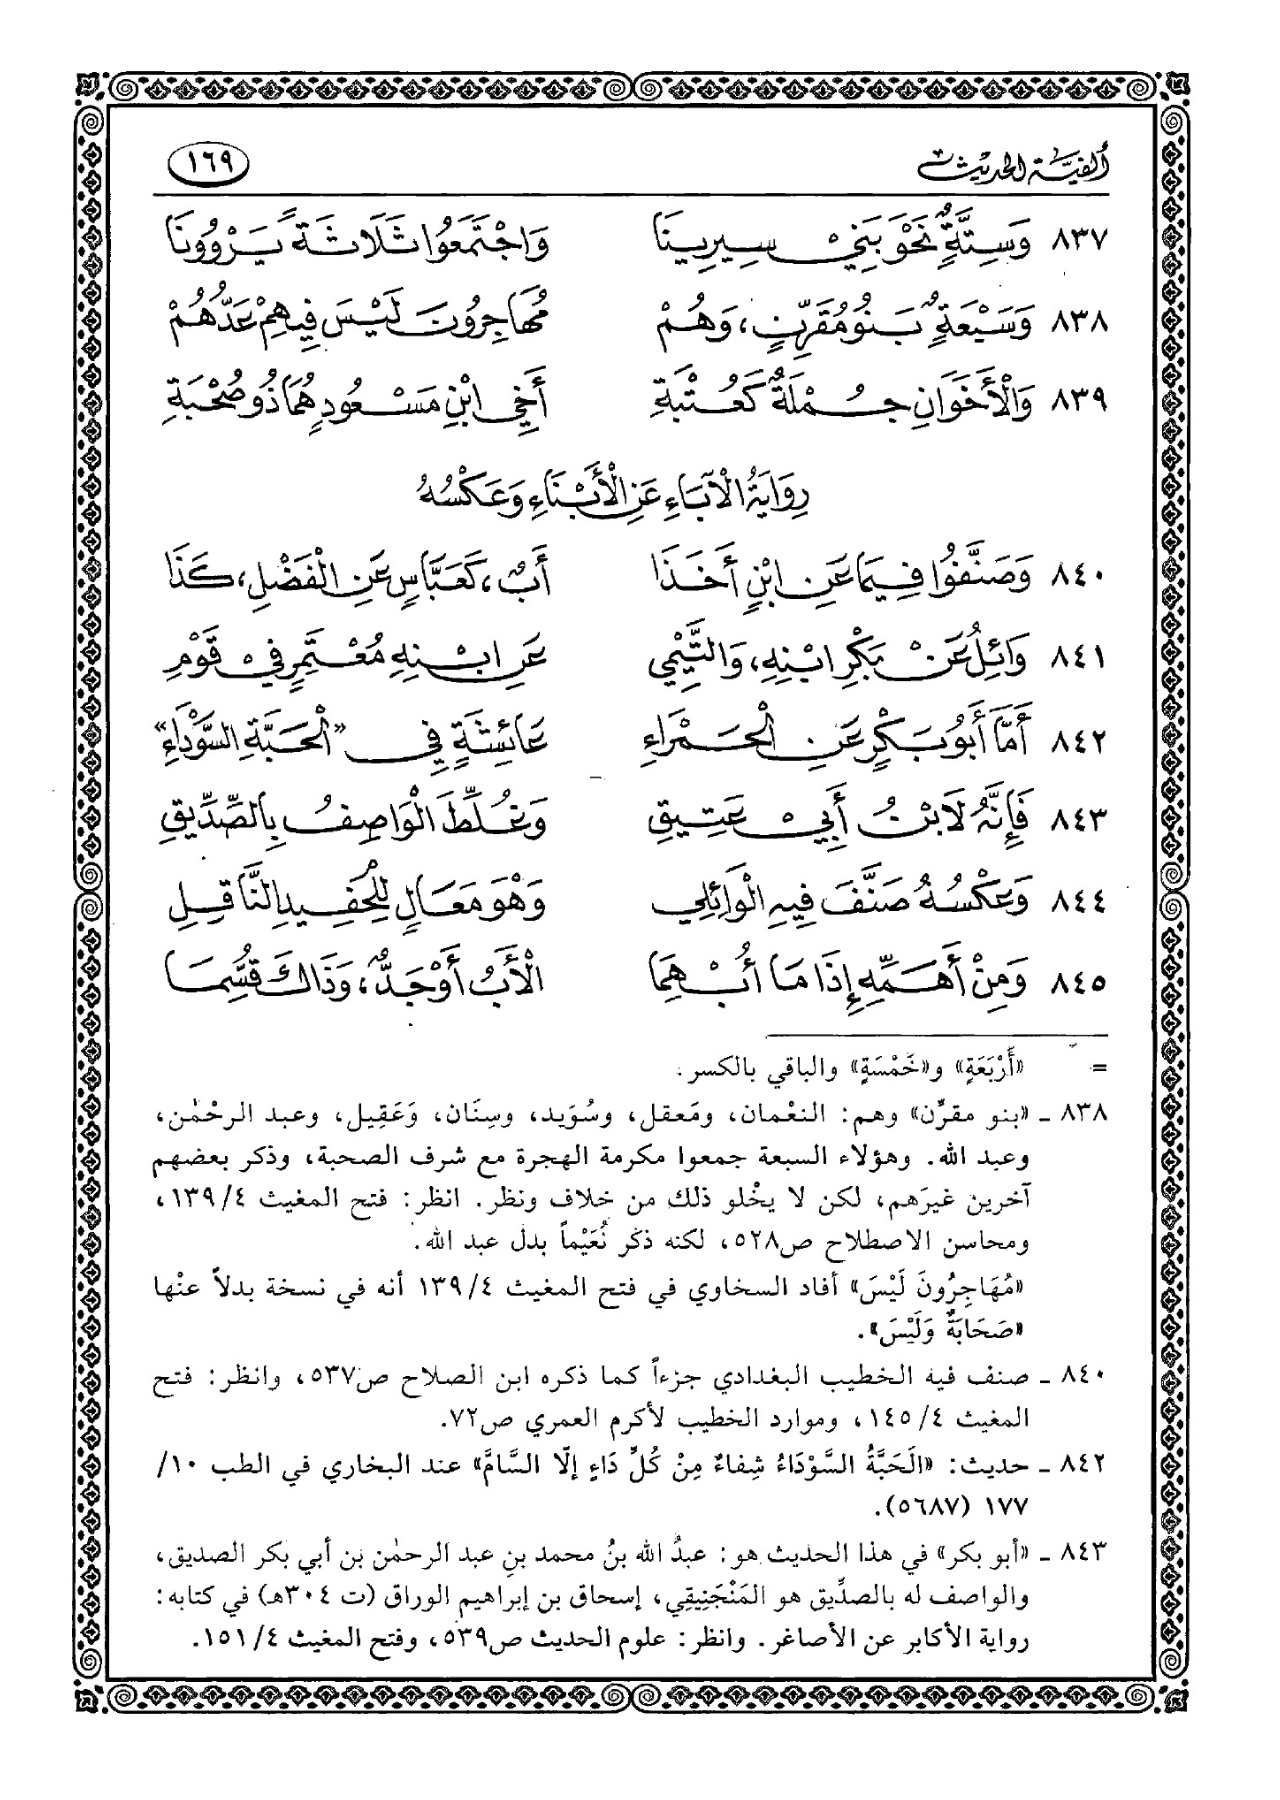 ألفيَّة الحديث
١٦٩
٨٣٧ وَسِتَّةٌ نَحْوَ بَنِيْ سِيرِينَا وَاجْتَمَعُوا ثَلَاثَةً يَرْوُونَا
٨٣٨ وَسَبْعَةٌ بَنُو مُقَرِّنٍ، وَهُمْ مُهَاجِرُونَ لَيْسَ فِيهِمْ عَدُّهُمْ
٨٣٩ وَالْأَخَوَانِ جُمْلَةٌ كَعُتْبَةِ أَخِي ابْنِ مَسْعُودٍ هُمَا ذُو صُحْبَةِ
رِوَايَةُ الْآبَاءِ عَنِ الْأَبْنَاءِ وَعَكْسُهُ
٨٤٠ وَصَنَّفُوا فِيمَا عَنِ ابْنٍ أَخَذَا أَبٌ، كَعَبَّاسٍ عَنِ الْفَضْلِ، كَذَا
٨٤١ وَائِلُ عَنْ بَكْرِ ابْنِهِ، وَالتَّيْمِي عَنِ ابْنِهِ مُعْتَمِرٍ فِي قَوْمِ
٨٤٢ أَمَّا أَبُو بَكْرٍ عَنِ الْحَمْرَاءِ عَائِشَةٍ فِي «الْحَبَّةِ السَّوْدَاءِ»
٨٤٣ فَإِنَّهُ لَابْنُ أَبِيْ عَتِيقِ وَغُلِّطَ الْوَاصِفُ بِالصِّدِّيقِ
٨٤٤ وَعَكْسُهُ صَنَّفَ فِيهِ الْوَائِلِي وَهْوَ مَعَالٍ لِلْحَفِيدِ النَّاقِلِ
٨٤٥ وَمِنْ أَهَمِّهِ إِذَا مَا أُبْهِمَا الْأَبُ أَوْ جَدٌّ، وَذَاكَ قُسِّمَا
= «أَرْبَعَةٍ» و«خَمْسَةٍ» والباقي بالكسر.
٨٣٨ ـ «بنو مقرِّن» وهم: النعْمان، ومَعقل، وسُوَيد، وسِنَان، وَعَقِيل، وعبد الرحمٰن،
وعبد الله. وهؤلاء السبعة جمعوا مكرمة الهجرة مع شرف الصحبة، وذكر بعضهم
آخرين غيرَهم، لكن لا يخْلو ذلك من خلاف ونظر. انظر: فتح المغيث ٤/ ١٣٩،
ومحاسن الاصطلاح ص٥٢٨، لكنه ذكر نُعَيْماً بدل عبد الله.
«مُهَاجِرُونَ لَيْسَ» أفاد السخاوي في فتح المغيث ٤/ ١٣٩ أنه في نسخة بدلاً عنْها
«صَحَابَةٌ وَلَيْسَ».
٨٤٠ ـ صنف فيه الخطيب البغدادي جزءاً كما ذكره ابن الصلاح ص٥٣٧، وانظر: فتح
المغيث ٤/ ١٤٥، وموارد الخطيب لأكرم العمري ص٧٢.
٨٤٢ ـ حديث: «الْحَبَّةُ السَّوْدَاءُ شِفاءٌ مِنْ كُلِّ دَاءٍ إلّا السَّامَّ» عند البخاري في الطب ١٠/
١٧٧ (٥٦٨٧).
٨٤٣ ـ «أبو بكر» في هذا الحديث هو: عبدُ الله بنُ محمد بنِ عبد الرحمٰن بن أبي بكر الصديق،
والواصف له بالصدِّيق هو المَنْجَنِيقِي، إسحاق بن إبراهيم الوراق (ت ٣٠٤هـ) في كتابه:
رواية الأكابر عن الأصاغر. وانظر: علوم الحديث ص٥٣٩، وفتح المغيث ٤/ ١٥١.